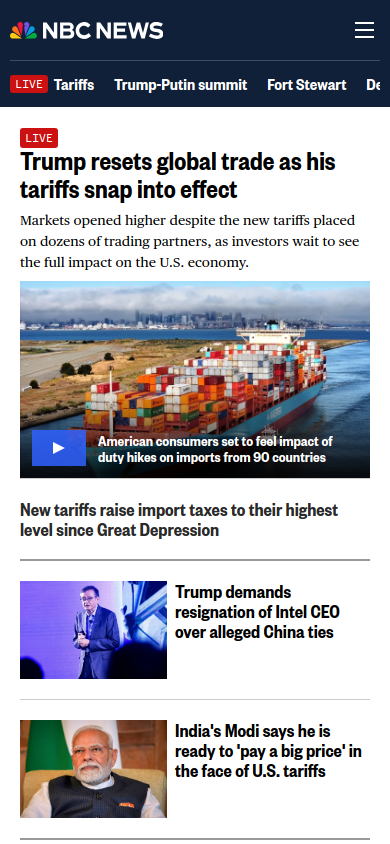 NBC NEWS
LIVE Tariffs Trump-Putin summit Fort Stewart
LIVE
Trump resets global trade as his
tariffs snap into effect
Markets opened higher despite the new tariffs placed
on dozens of trading partners, as investors wait to see
the full impact on the U.S. economy.
American consumers set to feel impact of
duty hikes on imports from 90 countries
New tariffs raise import taxes to their highest
level since Great Depression
Trump demands
resignation of Intel CEO
over alleged China ties
India's Modi says he is
ready to 'pay a big price' in
the face of U.S. tariffs